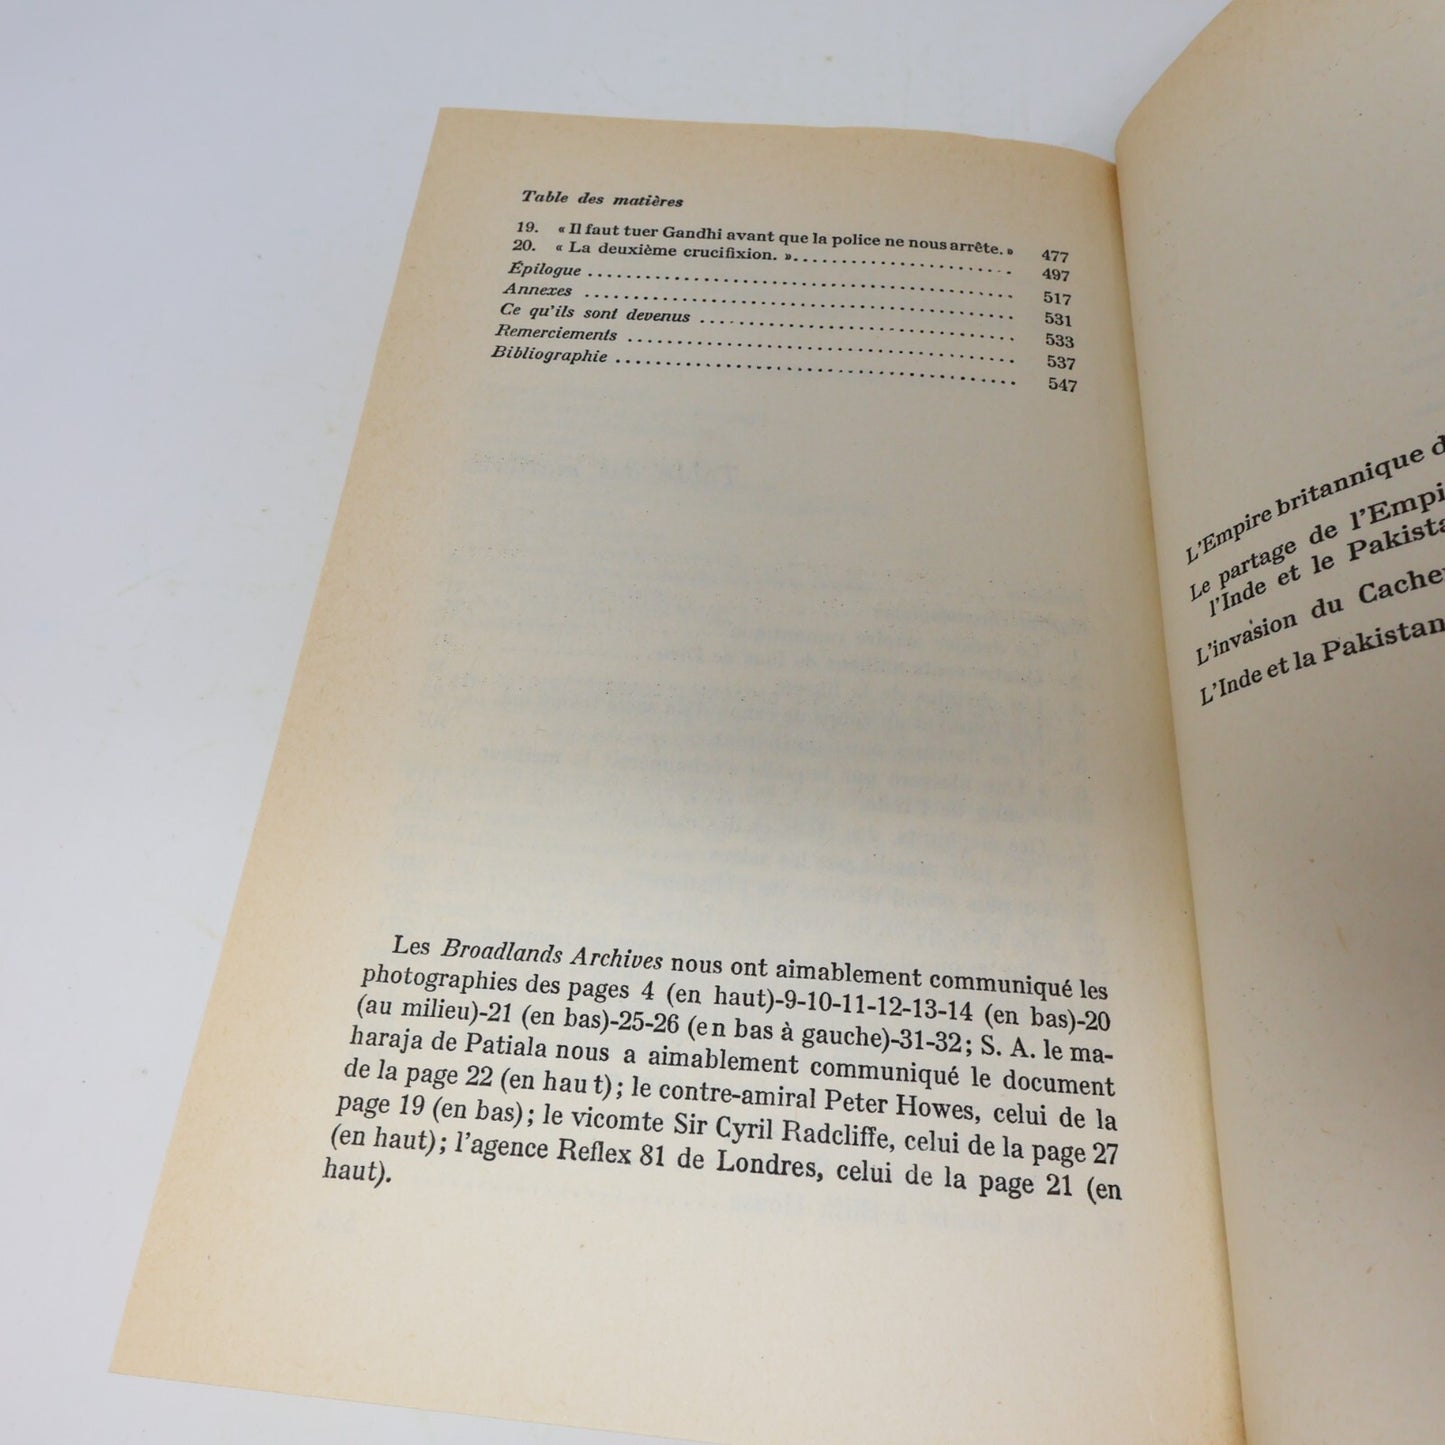 Table des matières
19. « Il faut tuer Gandhi avant que la police ne nous arrête. » 477
20. « La deuxième crucifixion. » 497
Épilogue 517
Annexes 531
Ce qu'ils sont devenus 533
Remerciements 537
Bibliographie 547
Les Broadlands Archives nous ont aimablement communiqué les
photographies des pages 4 (en haut)-9-10-11-12-13-14 (en bas)-20
(au milieu)-21 (en bas)-25-26 (en bas à gauche)-31-32; S. A. le ma-
haraja de Patiala nous a aimablement communiqué le document
de la page 22 (en haut); le contre-amiral Peter Howes, celui de la
page 19 (en bas); le vicomte Sir Cyril Radcliffe, celui de la page 27
(en haut); l'agence Reflex 81 de Londres, celui de la page 21 (en
haut).
L'Empire britannique d
Le partage de l'Empi
l'Inde et le Pakista
L'invasion du Cache
L'Inde et la Pakistan